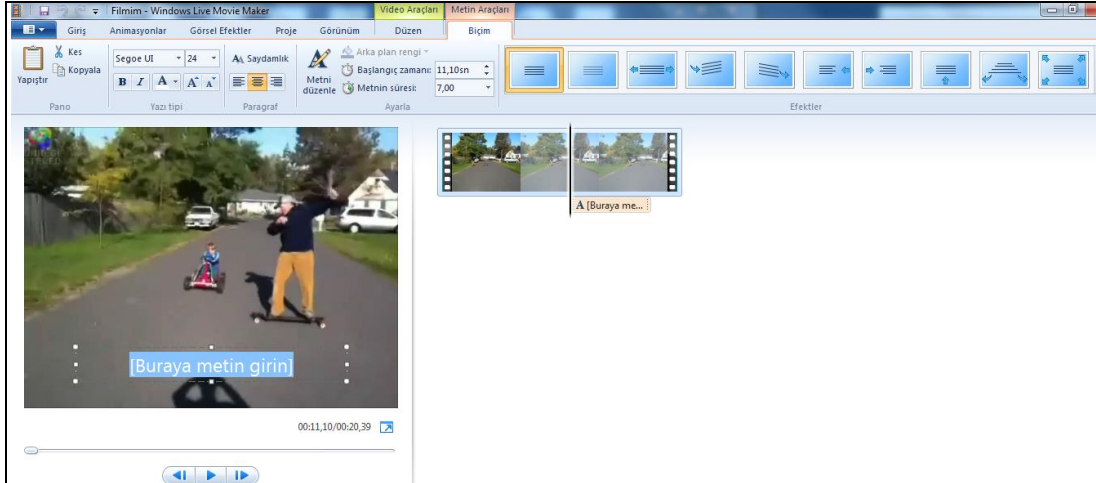 Filmim - Windows Live Movie Maker
Video Araçları
Metin Araçları
Giriş
Animasyonlar
Görsel Efektler
Proje
Görünüm
Düzen
Biçim
Yapıştır
Kes
Kopyala
Pano
Segoe UI
24
B I A A A
Yazı tipi
Saydamlık
Paragraf
Metni düzenle
Arka plan rengi
Başlangıç zamanı: 11,10sn
Metnin süresi: 7,00
Ayarla
Efektler
A [Buraya me...
[Buraya metin girin]
00:11,10/00:20,39